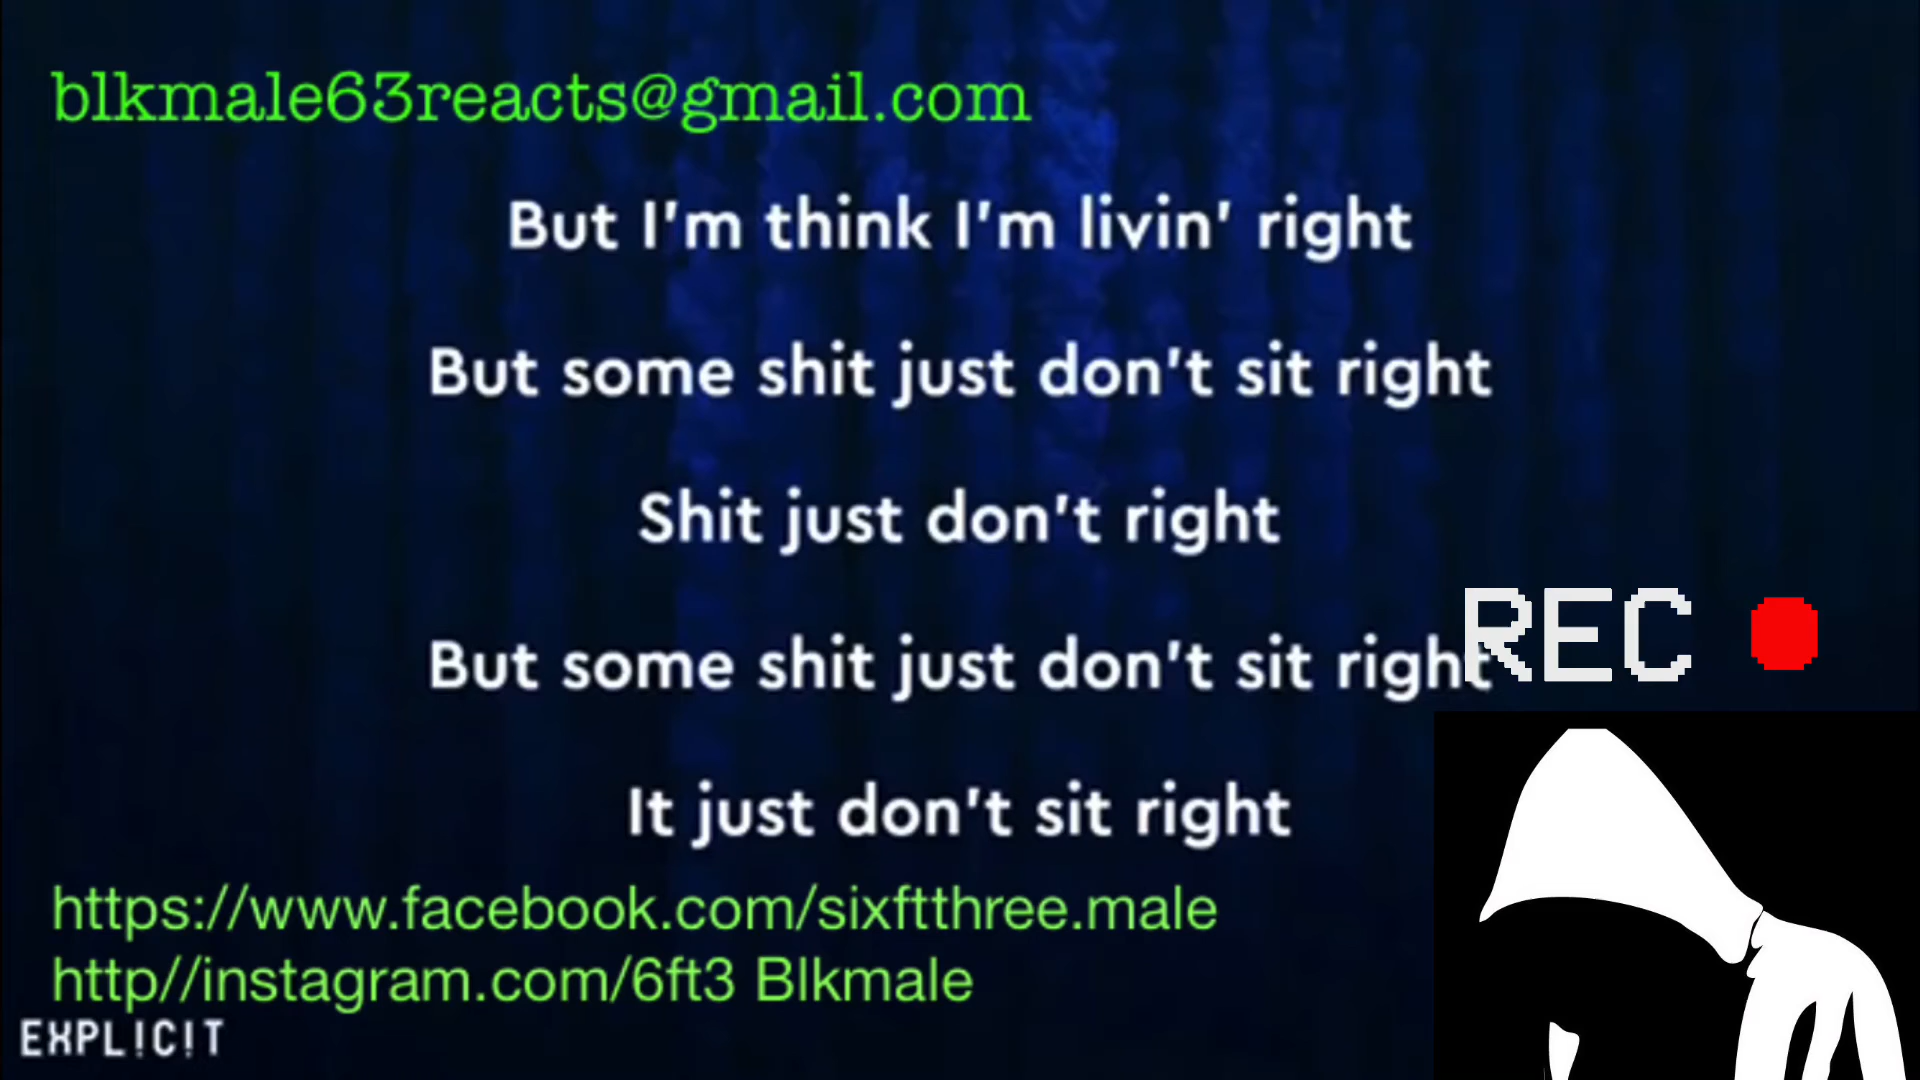 blkmale63reacts@gmail.com
But I'm think I'm livin' right
But some shit just don't sit right
Shit just don't right
But some shit just don't sit right
REC
It just don't sit right
https://www.facebook.com/sixftthree.male
http//instagram.com/6ft3 Blkmale
EXPL!C!T